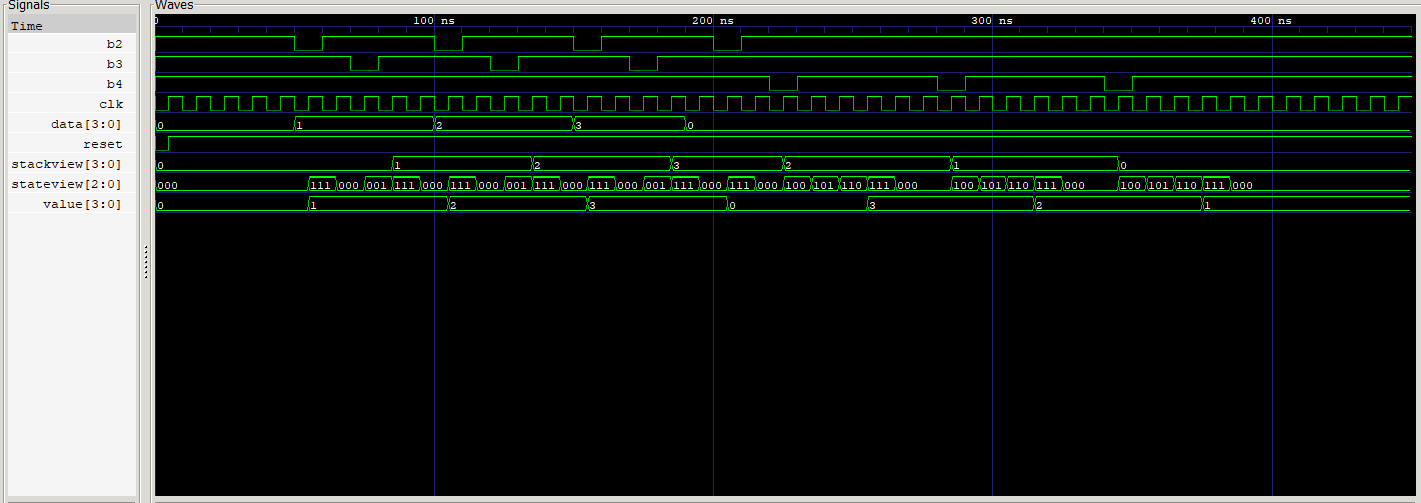 Signals Waves
Time 0 100 ns 200 ns 300 ns 400 ns
b2
b3
b4
clk
data[3:0] 0 1 2 3 0
reset
stackview[3:0] 0 1 2 3 2 1 0
stateview[2:0] 000 111 000 001 111 000 111 000 001 111 000 111 000 001 111 000 111 000 100 101 110 111 000 100 101 110 111 000 100 101 110 111 000
value[3:0] 0 1 2 3 0 3 2 1